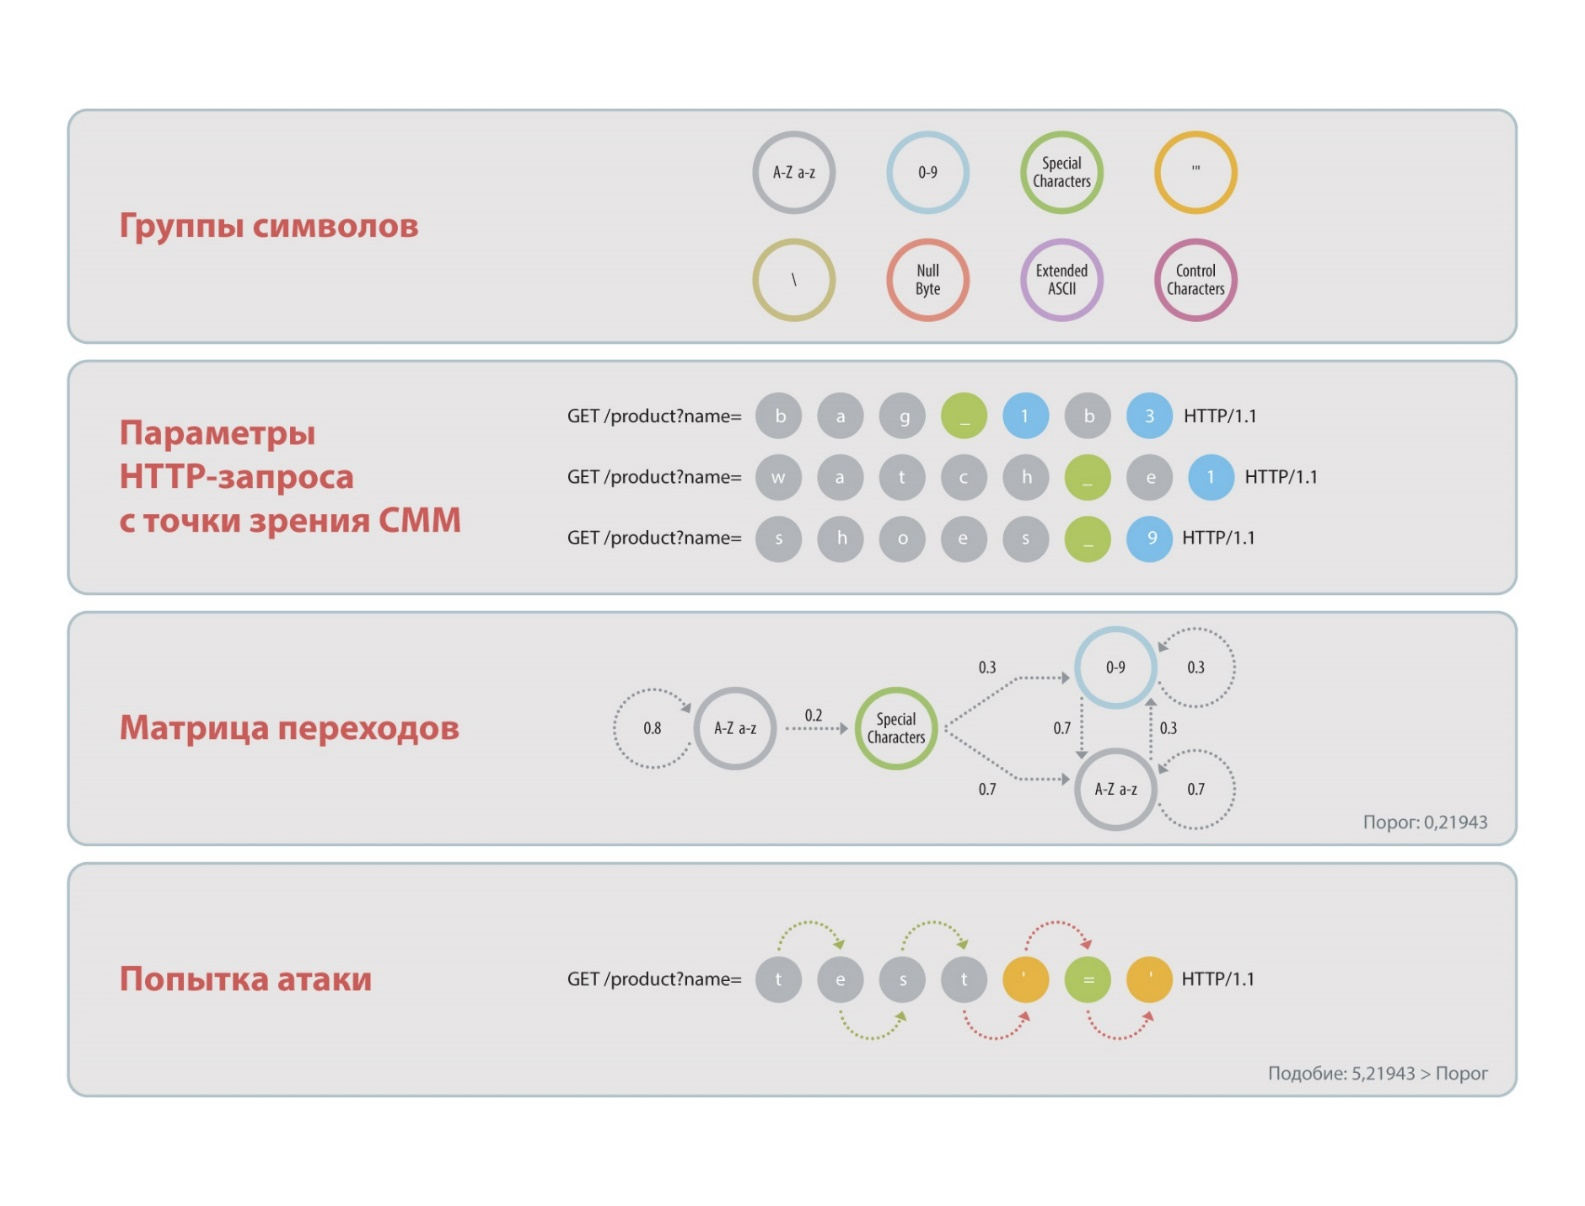 Группы символов
A-Z a-z
0-9
Special
Characters
'"
\
Null
Byte
Extended
ASCII
Control
Characters
Параметры
HTTP-запроса
с точки зрения СММ
GET /product?name= b a g _ 1 b 3 HTTP/1.1
GET /product?name= w a t c h _ e 1 HTTP/1.1
GET /product?name= s h o e s _ 9 HTTP/1.1
Матрица переходов
0.8
A-Z a-z
0.2
Special
Characters
0.3
0.7
0-9
0.3
0.7
0.3
A-Z a-z
0.7
Порог: 0,21943
Попытка атаки
GET /product?name= t e s t ' = ' HTTP/1.1
Подобие: 5,21943 > Порог